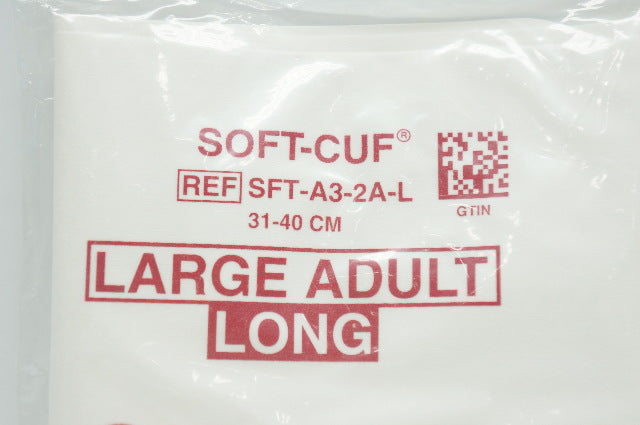 SOFT-CUF®
REF SFT-A3-2A-L
31-40 CM
GTIN
LARGE ADULT
LONG